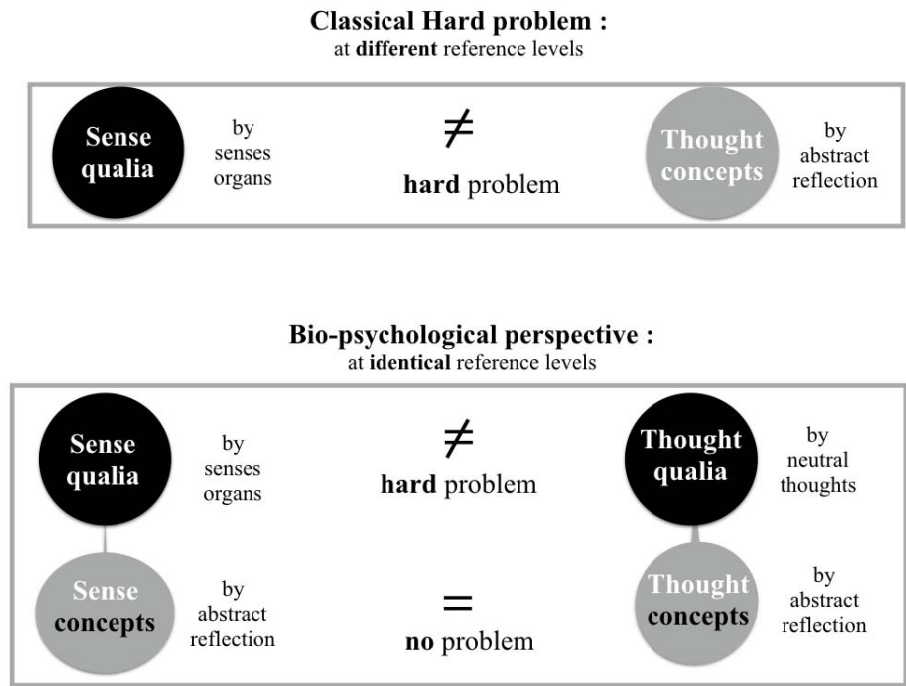 Classical Hard problem :
at different reference levels
Sense
qualia
by
senses
organs
≠
hard problem
Thought
concepts
by
abstract
reflection
Bio-psychological perspective :
at identical reference levels
Sense
qualia
by
senses
organs
≠
hard problem
Thought
qualia
by
neutral
thoughts
Sense
concepts
by
abstract
reflection
=
no problem
Thought
concepts
by
abstract
reflection